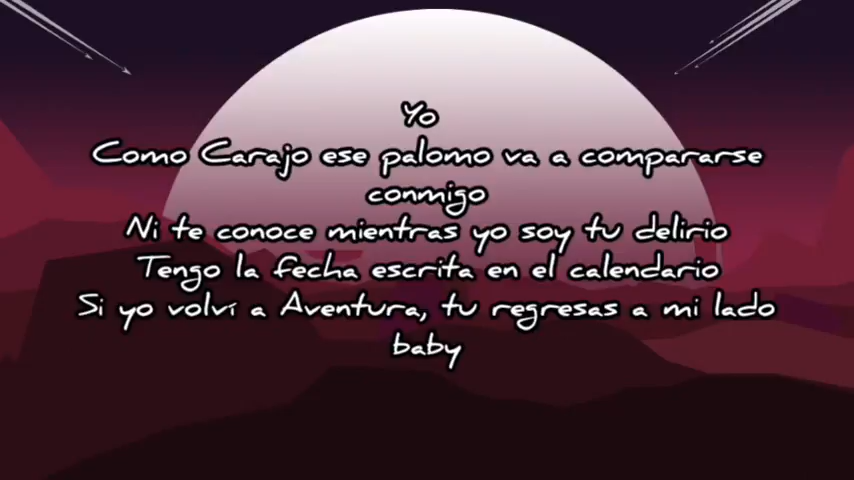 Yo
Como Carajo ese palomo va a compararse
conmigo
Ni te conoce mientras yo soy tu delirio
Tengo la fecha escrita en el calendario
Si yo volví a Aventura, tu regresas a mi lado
baby